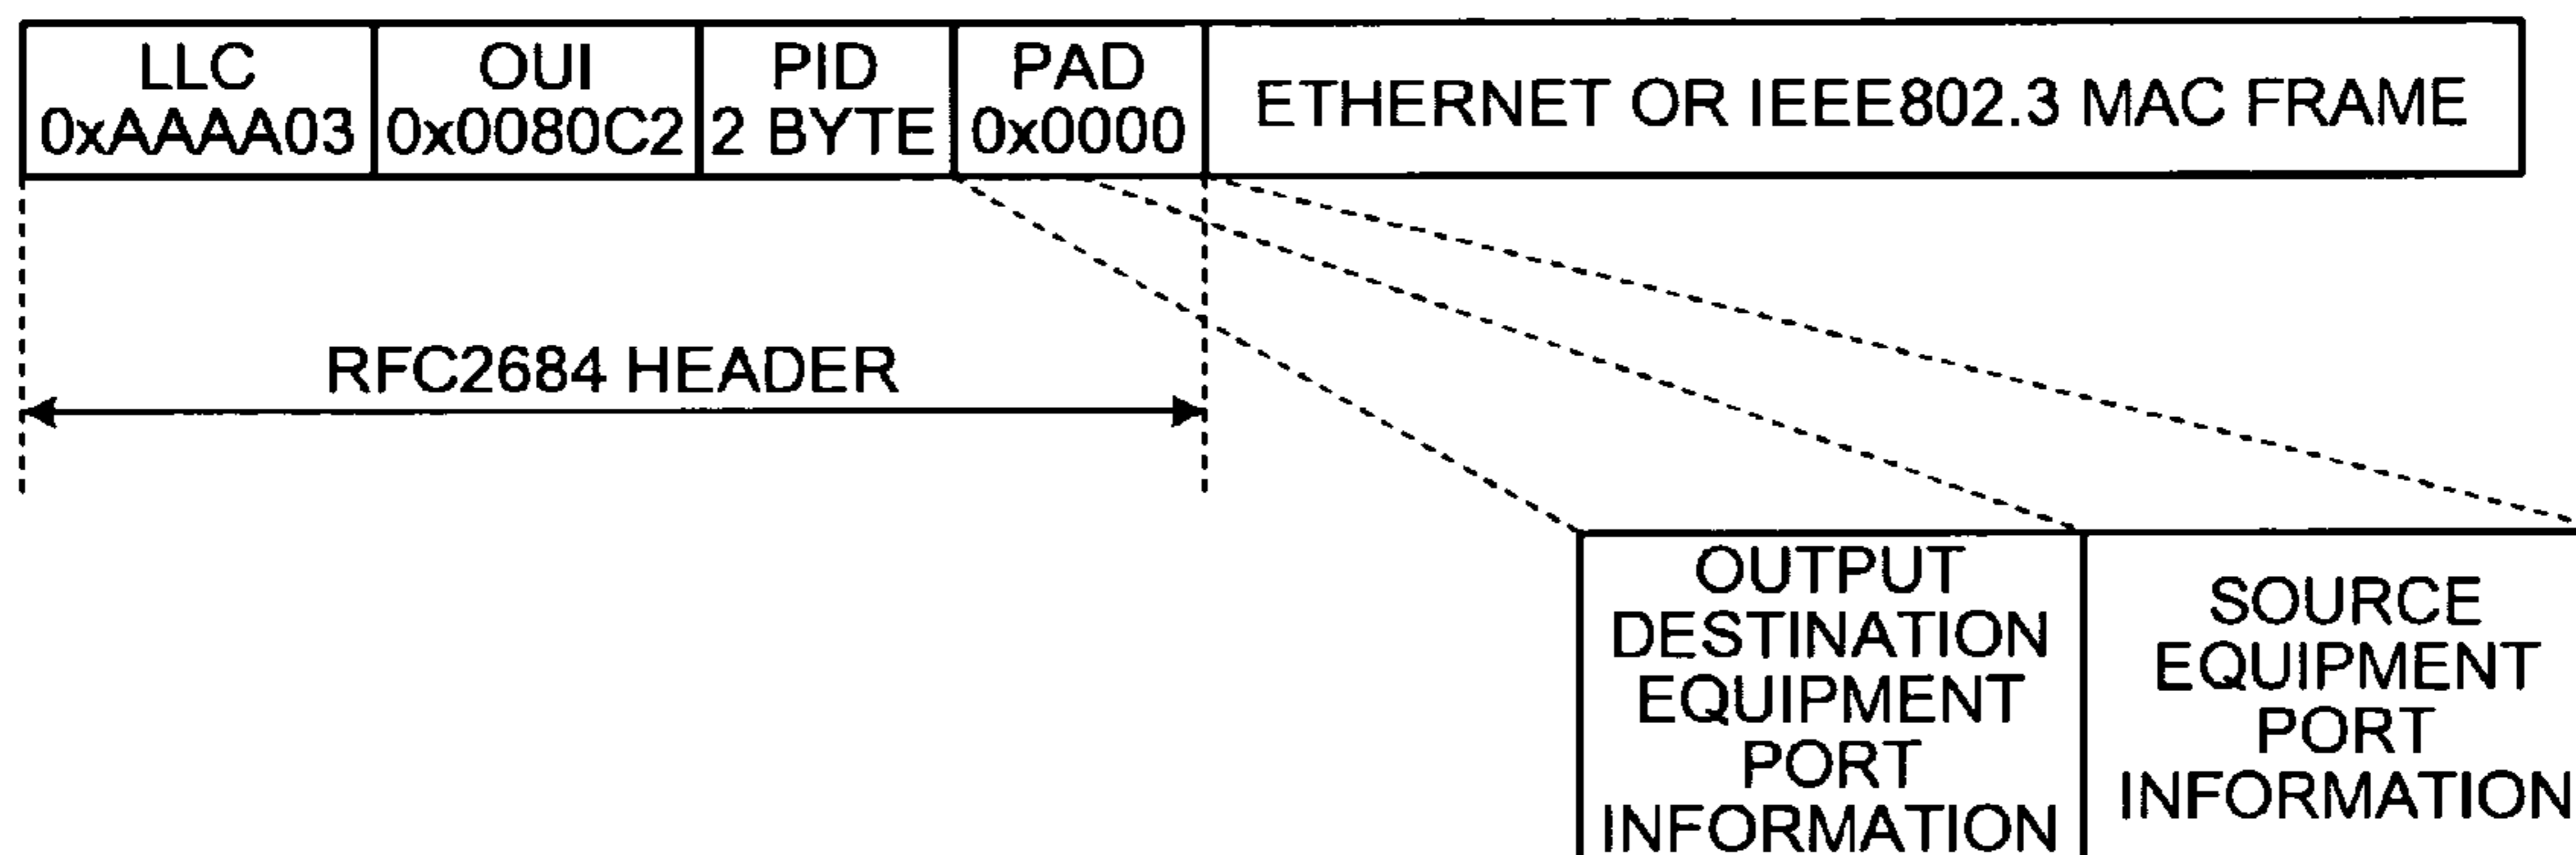 LLC
0xAAAA03
OUI
0x0080C2
PID
2 BYTE
PAD
0x0000
ETHERNET OR IEEE802.3 MAC FRAME
RFC2684 HEADER
OUTPUT
DESTINATION
EQUIPMENT
PORT
INFORMATION
SOURCE
EQUIPMENT
PORT
INFORMATION